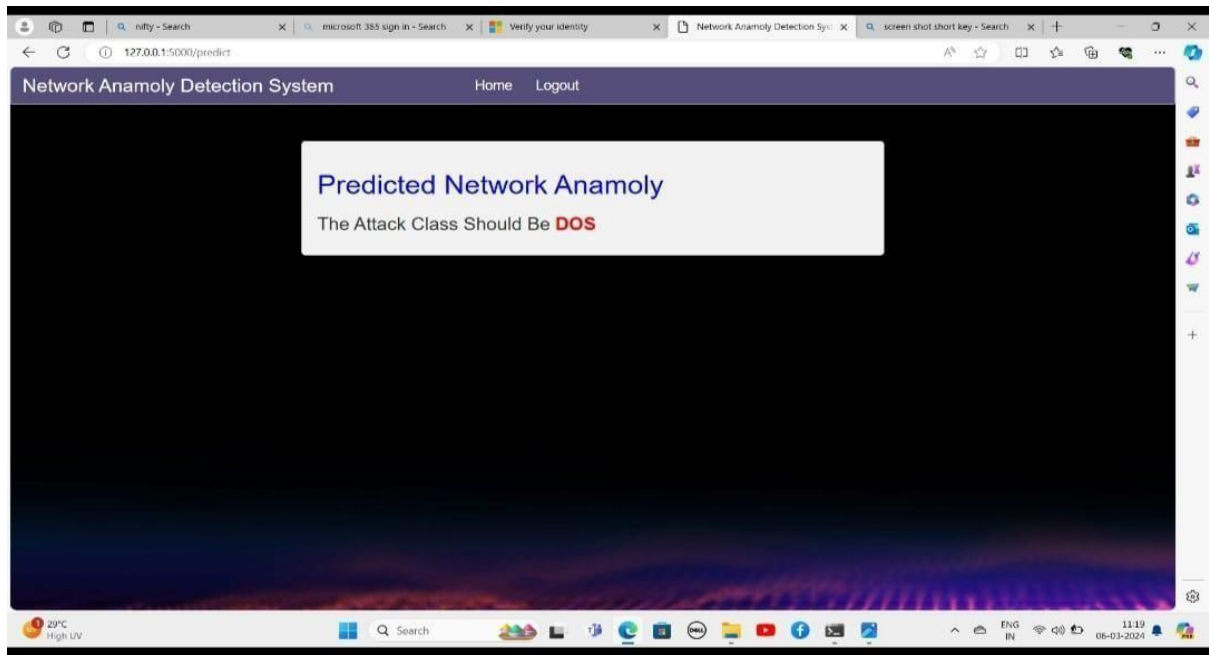 nifty - Search
microsoft 365 sign in - Search
Verify your identity
Network Anamoly Detection Sys
screen shot short key - Search
127.0.0.1:5000/predict
Network Anamoly Detection System
Home
Logout
Predicted Network Anamoly
The Attack Class Should Be DOS
1
29°C
High UV
Search
DELL
ENG
IN
11:19
06-03-2024